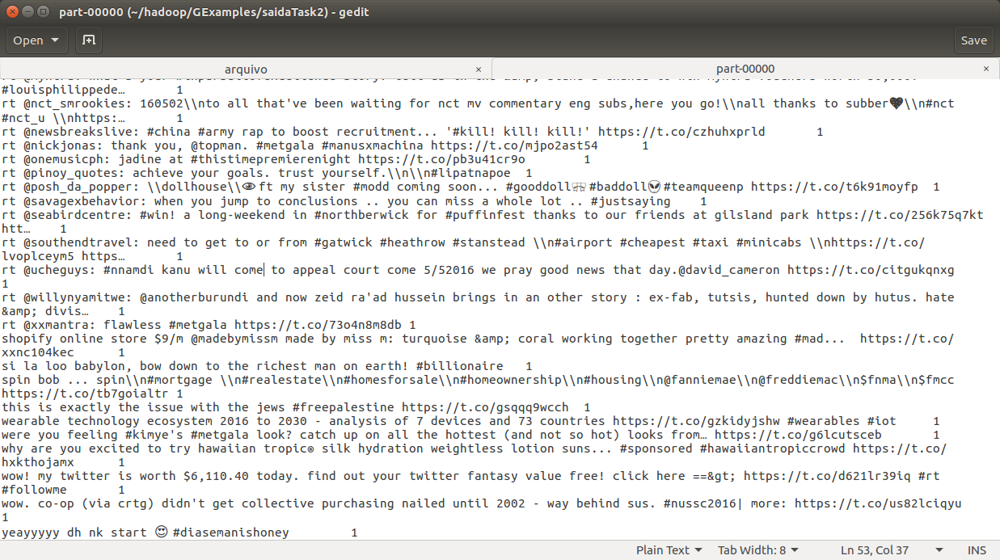 part-00000 (~/hadoop/GExamples/saidaTask2) - gedit
Open
Save
arquivo ×
part-00000 ×
#louisphilippede… 1
rt @nct_smrookies: 160502\\nto all that've been waiting for nct mv commentary eng subs,here you go!\\nall thanks to subber💖\\n#nct
#nct_u \\nhttps:… 1
rt @newsbreakslive: #china #army rap to boost recruitment... '#kill! kill! kill!' https://t.co/czhuhxprld 1
rt @nickjonas: thank you, @topman. #metgala #manusxmachina https://t.co/mjpo2ast54 1
rt @onemusicph: jadine at #thistimepremierenight https://t.co/pb3u41cr9o 1
rt @pinoy_quotes: achieve your goals. trust yourself.\\n\\n#lipatnapoe 1
rt @posh_da_popper: \\dollhouse\\👁ft my sister #modd coming soon... #gooddoll🎀#baddoll👽#teamqueenp https://t.co/t6k91moyfp 1
rt @savagexbehavior: when you jump to conclusions .. you can miss a whole lot .. #justsaying 1
rt @seabirdcentre: #win! a long-weekend in #northberwick for #puffinfest thanks to our friends at gilsland park https://t.co/256k75q7kt
htt… 1
rt @southendtravel: need to get to or from #gatwick #heathrow #stanstead \\n#airport #cheapest #taxi #minicabs \\nhttps://t.co/
lvoplceym5 https… 1
rt @ucheguys: #nnamdi kanu will come to appeal court come 5/52016 we pray good news that day.@david_cameron https://t.co/citgukqnxg
1
rt @willynyamitwe: @anotherburundi and now zeid ra'ad hussein brings in an other story : ex-fab, tutsis, hunted down by hutus. hate
&amp; divis… 1
rt @xxmantra: flawless #metgala https://t.co/73o4n8m8db 1
shopify online store $9/m @madebymissm made by miss m: turquoise &amp; coral working together pretty amazing #mad... https://t.co/
xxnc104kec 1
si la loo babylon, bow down to the richest man on earth! #billionaire 1
spin bob ... spin\\n#mortgage \\n#realestate\\n#homesforsale\\n#homeownership\\n#housing\\n@fanniemae\\n@freddiemac\\n$fnma\\n$fmcc
https://t.co/tb7goialtr 1
this is exactly the issue with the jews #freepalestine https://t.co/gsqqq9wcch 1
wearable technology ecosystem 2016 to 2030 - analysis of 7 devices and 73 countries https://t.co/gzkidyjshw #wearables #iot 1
were you feeling #kimye's #metgala look? catch up on all the hottest (and not so hot) looks from… https://t.co/g6lcutsceb 1
why are you excited to try hawaiian tropic® silk hydration weightless lotion suns... #sponsored #hawaiiantropiccrowd https://t.co/
hxkthojamx 1
wow! my twitter is worth $6,110.40 today. find out your twitter fantasy value free! click here ==&gt; https://t.co/d621lr39iq #rt
#followme 1
wow. co-op (via crtg) didn't get collective purchasing nailed until 2002 - way behind sus. #nussc2016| more: https://t.co/us82lciqyu
1
yeayyyyy dh nk start 😍 #diasemanishoney 1
Plain Text Tab Width: 8 Ln 53, Col 37 INS